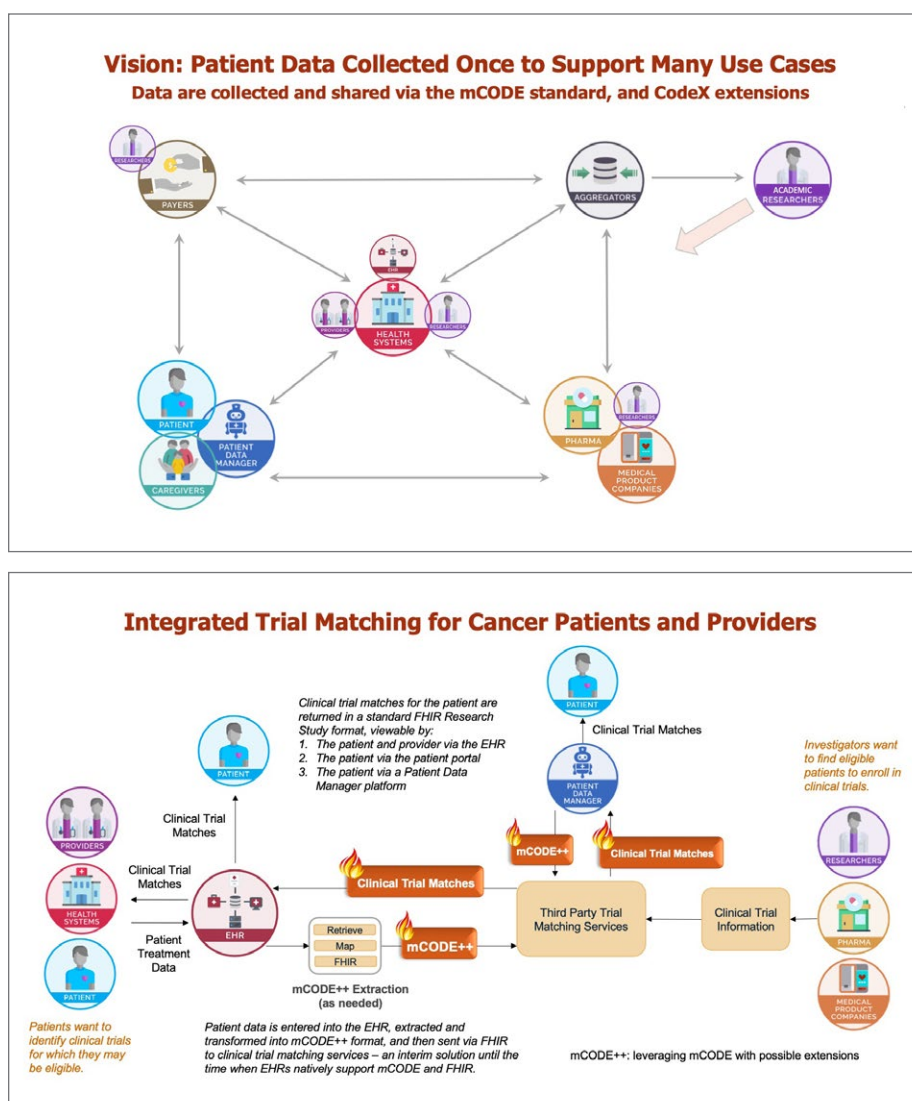 Vision: Patient Data Collected Once to Support Many Use Cases
Data are collected and shared via the mCODE standard, and CodeX extensions
RESEARCHERS
PAYERS
AGGREGATORS
ACADEMIC
RESEARCHERS
EHR
PROVIDERS
RESEARCHERS
HEALTH
SYSTEMS
PATIENT
PATIENT
DATA
MANAGER
CAREGIVERS
RESEARCHERS
PHARMA
MEDICAL
PRODUCT
COMPANIES
Integrated Trial Matching for Cancer Patients and Providers
PATIENT
Clinical trial matches for the patient are
returned in a standard FHIR Research
Study format, viewable by:
1. The patient and provider via the EHR
2. The patient via the patient portal
3. The patient via a Patient Data
Manager platform
PATIENT
Clinical Trial Matches
PATIENT
DATA
MANAGER
Investigators want
to find eligible
patients to enroll in
clinical trials.
PROVIDERS
Clinical Trial
Matches
mCODE++
Clinical Trial Matches
RESEARCHERS
Clinical Trial
Matches
Clinical Trial Matches
HEALTH
SYSTEMS
EHR
Third Party Trial
Matching Services
Clinical Trial
Information
PHARMA
Patient
Treatment
Data
Retrieve
Map
FHIR
mCODE++
PATIENT
mCODE++ Extraction
(as needed)
MEDICAL
PRODUCT
COMPANIES
Patients want to
identify clinical trials
for which they may
be eligible.
Patient data is entered into the EHR, extracted and
transformed into mCODE++ format, and then sent via FHIR
to clinical trial matching services – an interim solution until the
time when EHRs natively support mCODE and FHIR.
mCODE++: leveraging mCODE with possible extensions